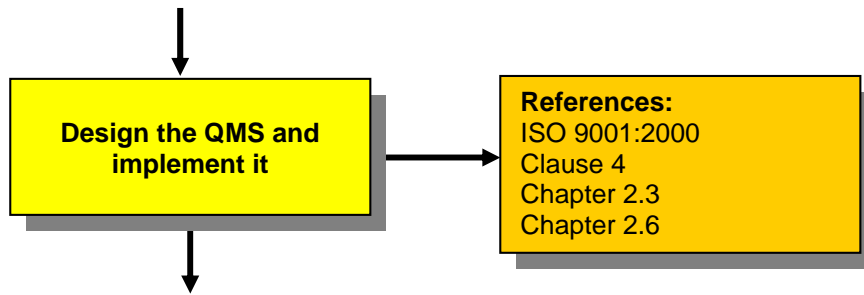 Design the QMS and
implement it
References:
ISO 9001:2000
Clause 4
Chapter 2.3
Chapter 2.6